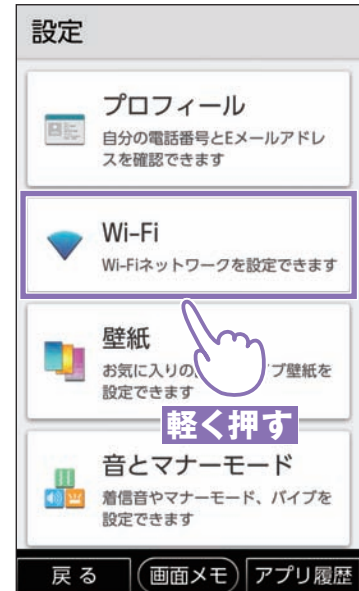 設定
プロフィール
自分の電話番号とEメールアドレ
スを確認できます
Wi-Fi
Wi-Fiネットワークを設定できます
壁紙
お気に入りの
ブ壁紙を
設定できます
軽く押す
音とマナーモード
着信音やマナーモード、バイブを
設定できます
戻る
画面メモ
アプリ履歴